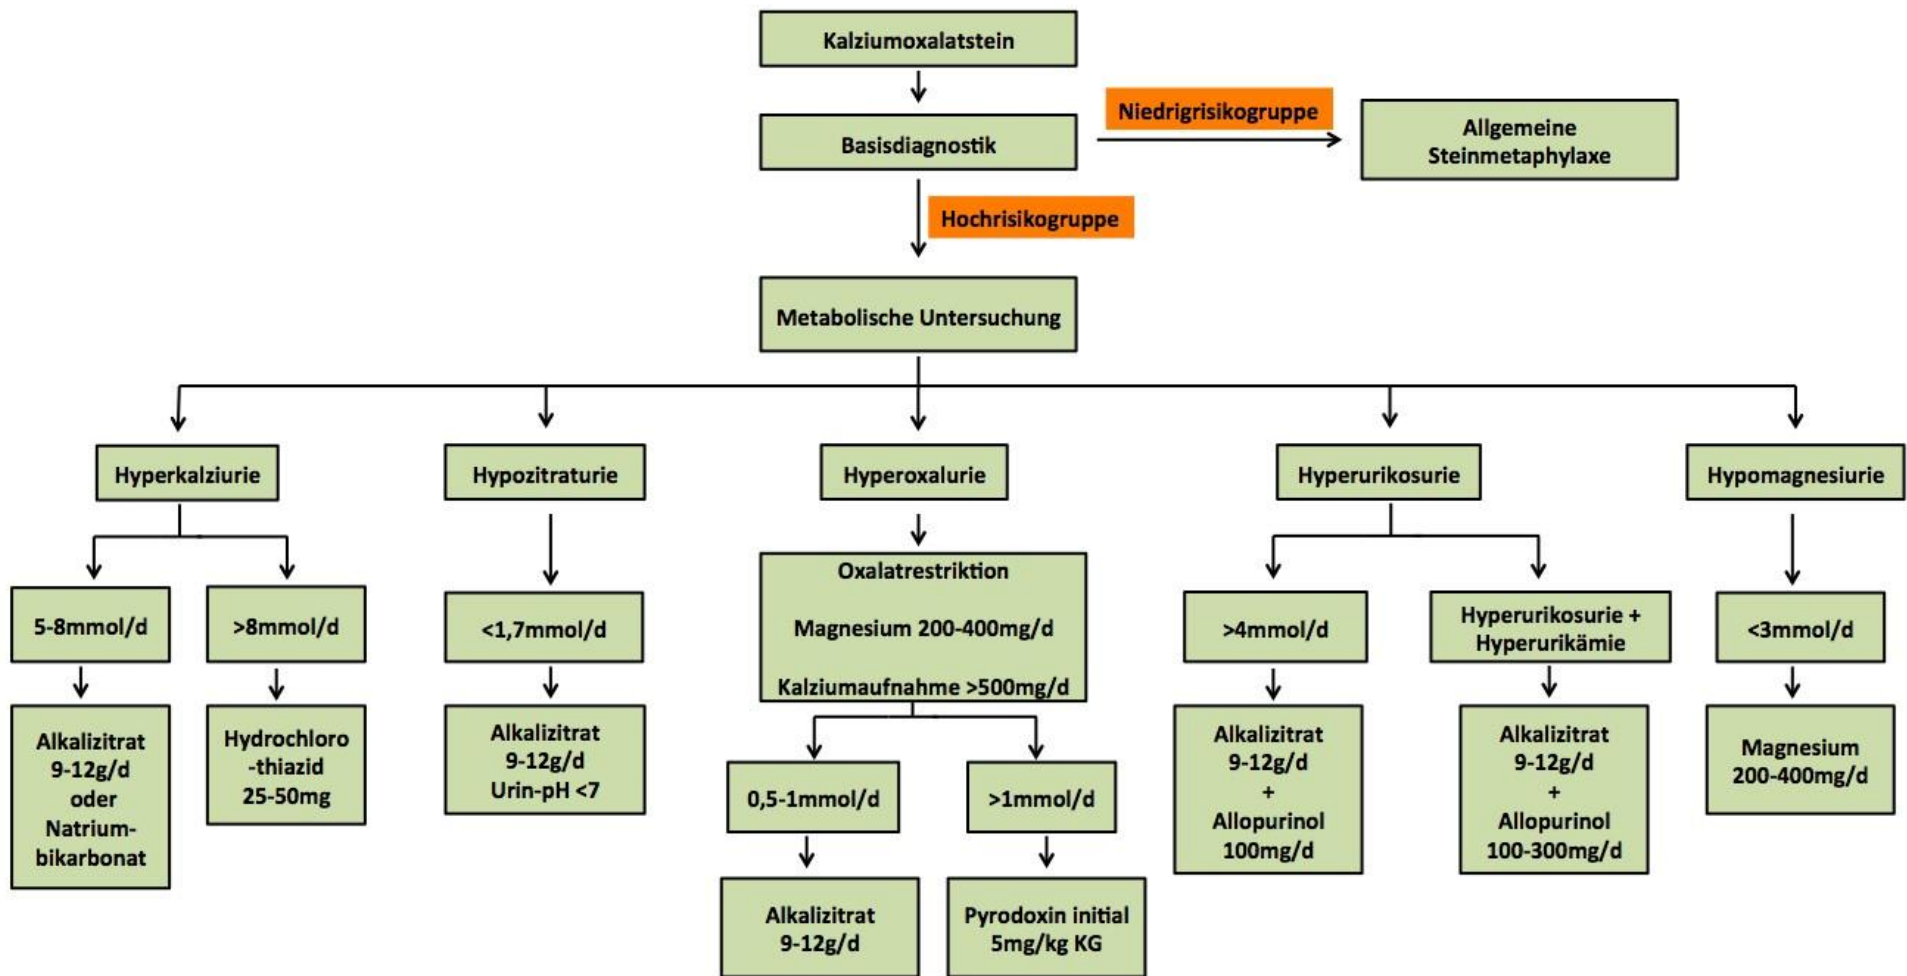 Kalziumoxalatstein
Niedrigrisikogruppe
Basisdiagnostik
Allgemeine
Steinmetaphylaxe
Hochrisikogruppe
Metabolische Untersuchung
Hyperkalziurie
Hypozitraturie
Hyperoxalurie
Hyperurikosurie
Hypomagnesiurie
5-8mmol/d
>8mmol/d
<1,7mmol/d
Oxalatrestriktion
Magnesium 200-400mg/d
Kalziumaufnahme >500mg/d
>4mmol/d
Hyperurikosurie +
Hyperurikämie
<3mmol/d
Alkalizitrat
9-12g/d
oder
Natrium-
bikarbonat
Hydrochloro
-thiazid
25-50mg
Alkalizitrat
9-12g/d
Urin-pH <7
0,5-1mmol/d
>1mmol/d
Alkalizitrat
9-12g/d
+
Allopurinol
100mg/d
Alkalizitrat
9-12g/d
+
Allopurinol
100-300mg/d
Magnesium
200-400mg/d
Alkalizitrat
9-12g/d
Pyrodoxin initial
5mg/kg KG